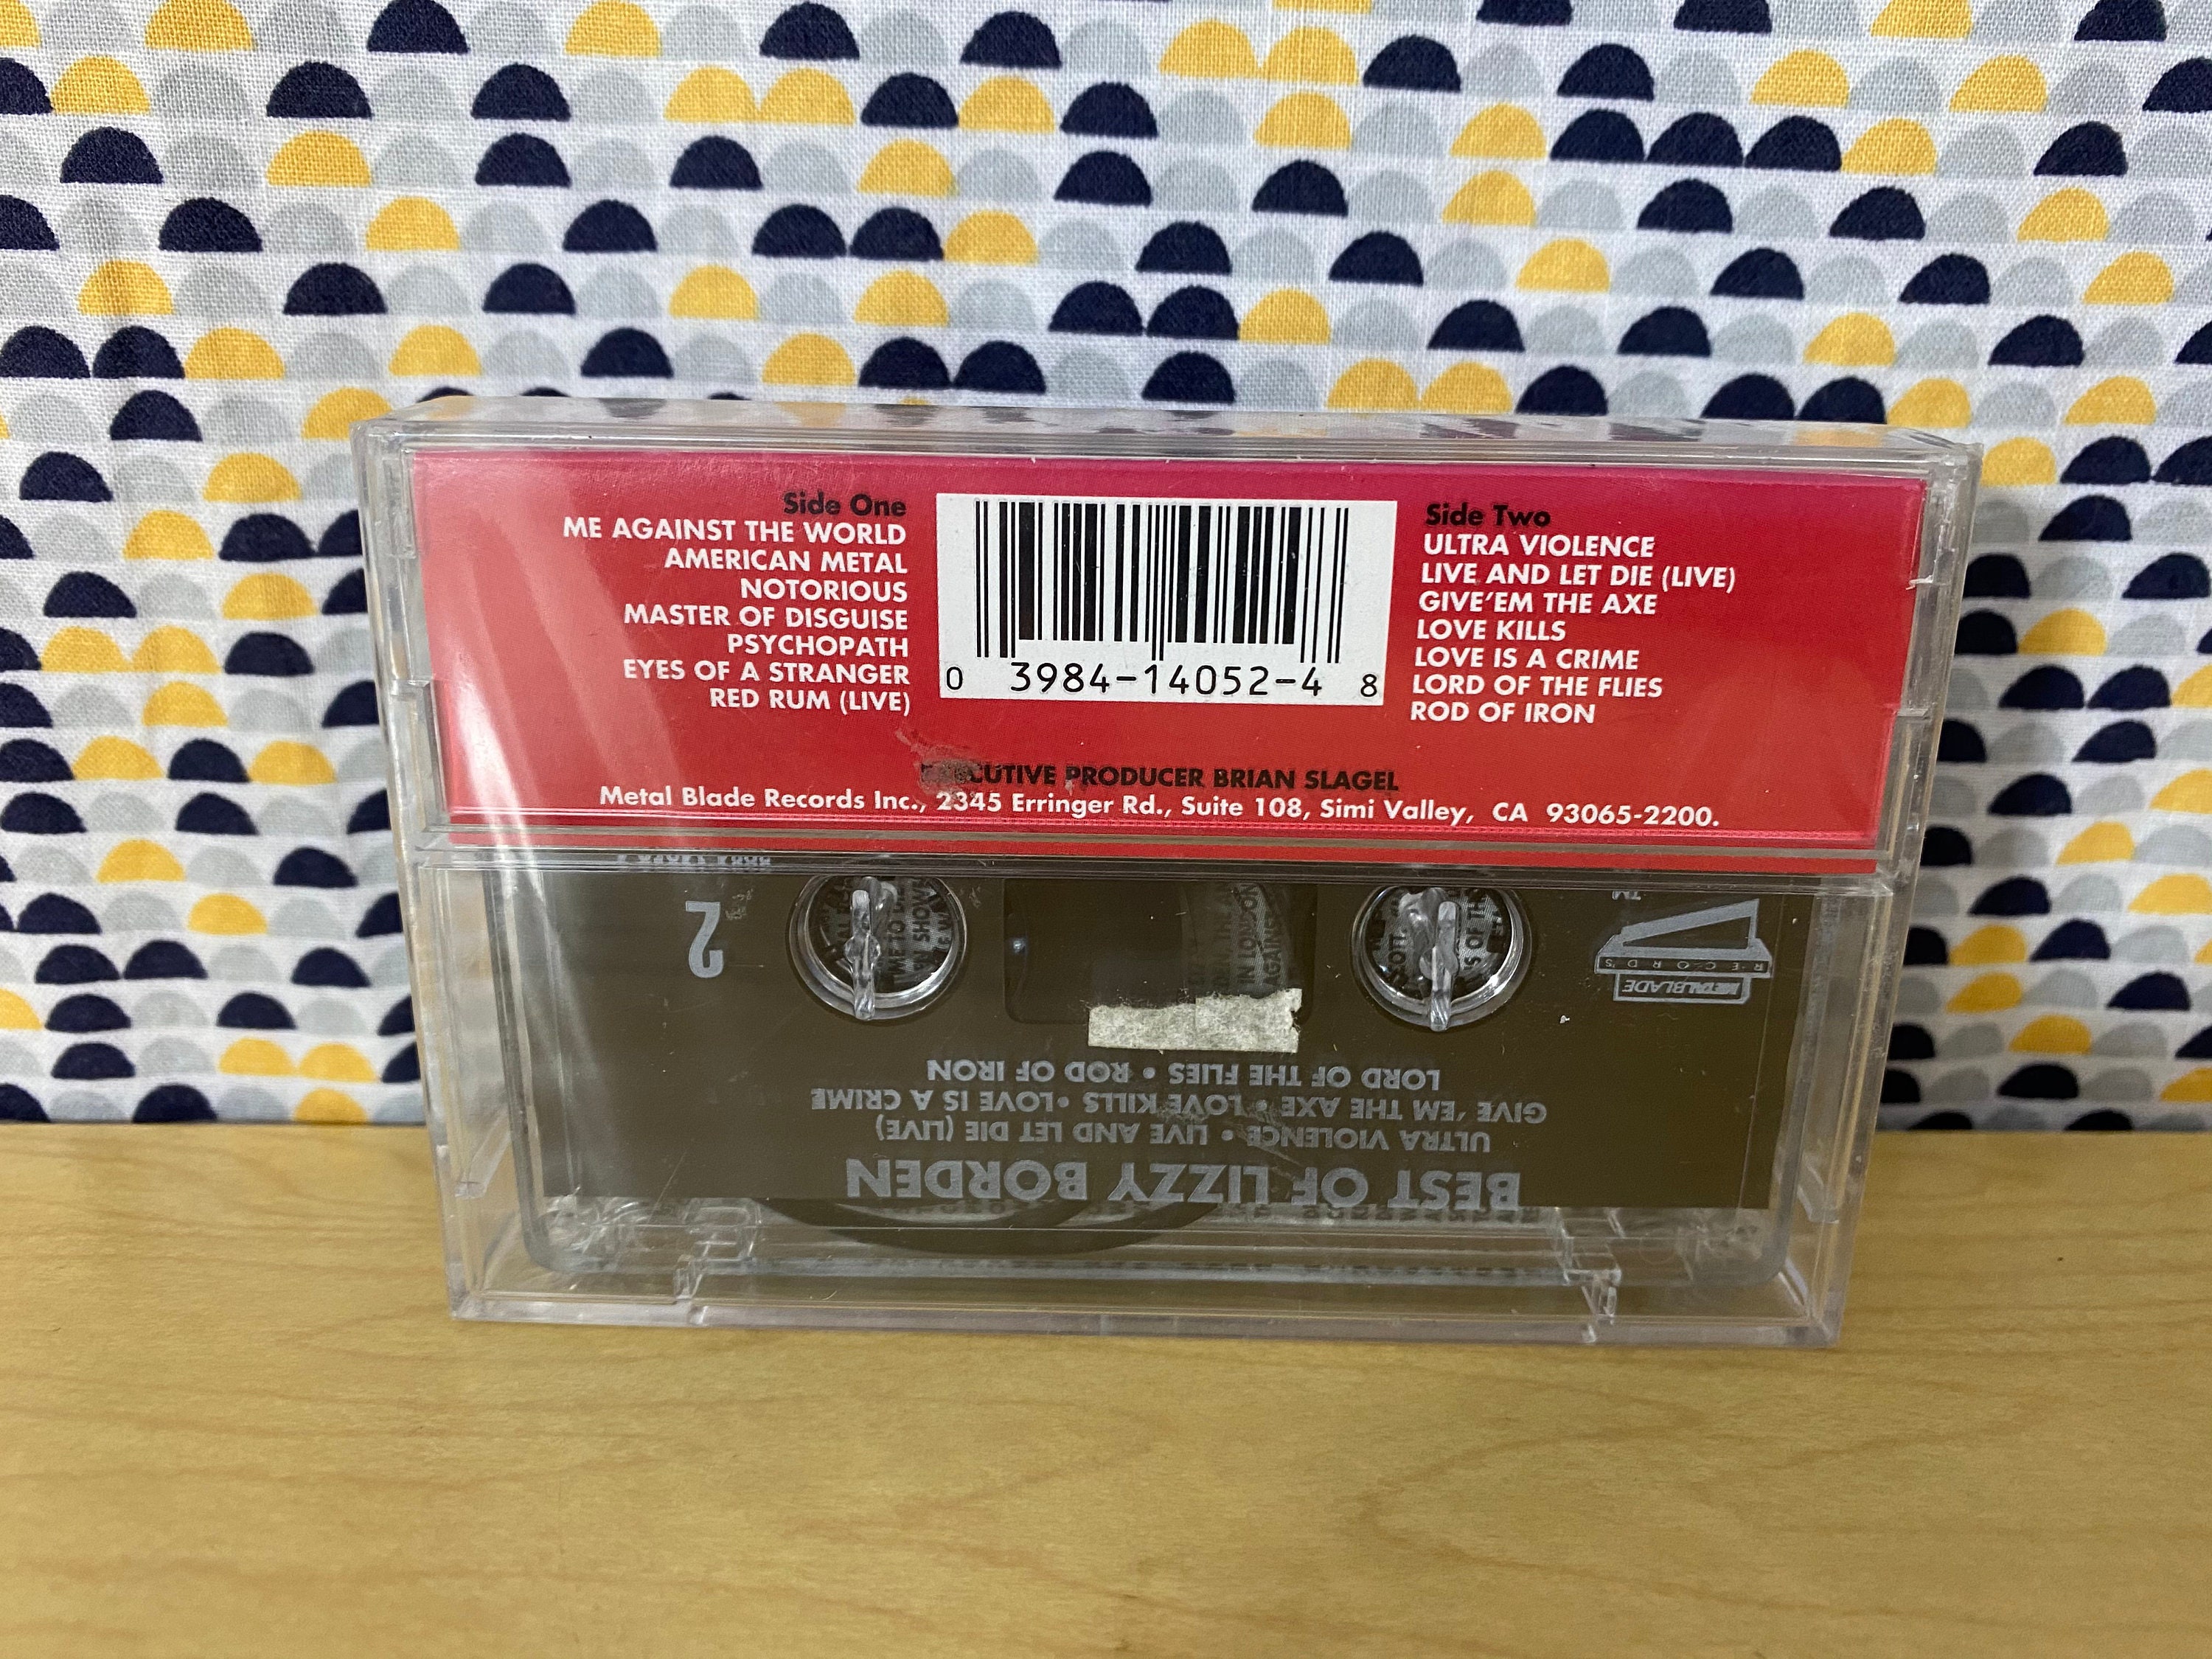 Side One
ME AGAINST THE WORLD
AMERICAN METAL
NOTORIOUS
MASTER OF DISGUISE
PSYCHOPATH
EYES OF A STRANGER
RED RUM (LIVE)
0 3984-14052-4 8
Side Two
ULTRA VIOLENCE
LIVE AND LET DIE (LIVE)
GIVE'EM THE AXE
LOVE KILLS
LOVE IS A CRIME
LORD OF THE FLIES
ROD OF IRON
EXECUTIVE PRODUCER BRIAN SLAGEL
Metal Blade Records Inc., 2345 Erringer Rd., Suite 108, Simi Valley, CA 93065-2200.
BEST OF LIZZY BORDEN
ULTRA VIOLENCE • LIVE AND LET DIE (LIVE)
GIVE 'EM THE AXE • LOVE KILLS • LOVE IS A CRIME
LORD OF THE FLIES • ROD OF IRON
METALBLADE
RECORDS
TM
2